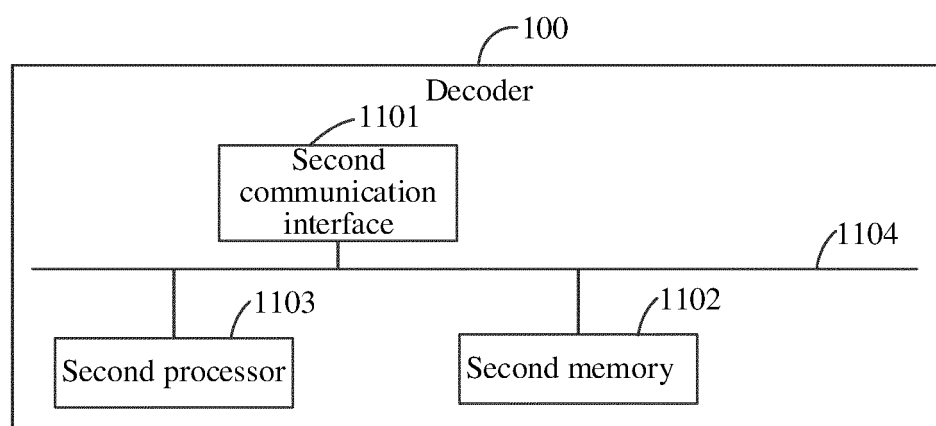 100
Decoder
1101
Second
communication
interface
1104
1103
1102
Second processor
Second memory